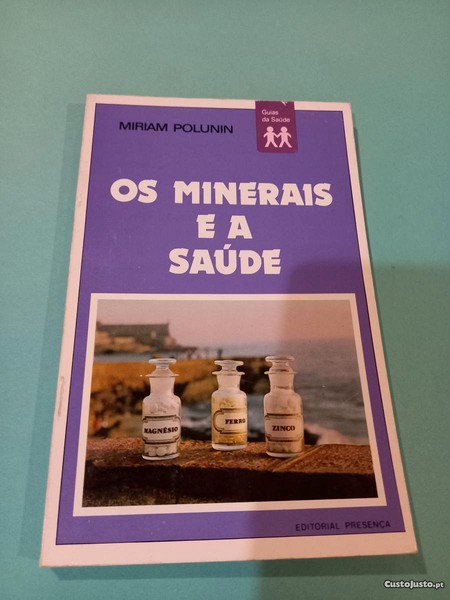 MIRIAM POLUNIN
Guias
da Saúde
OS MINERAIS
E A
SAÚDE
MAGNÉSIO
FERRO
ZINCO
EDITORIAL PRESENÇA
CustoJusto.pt